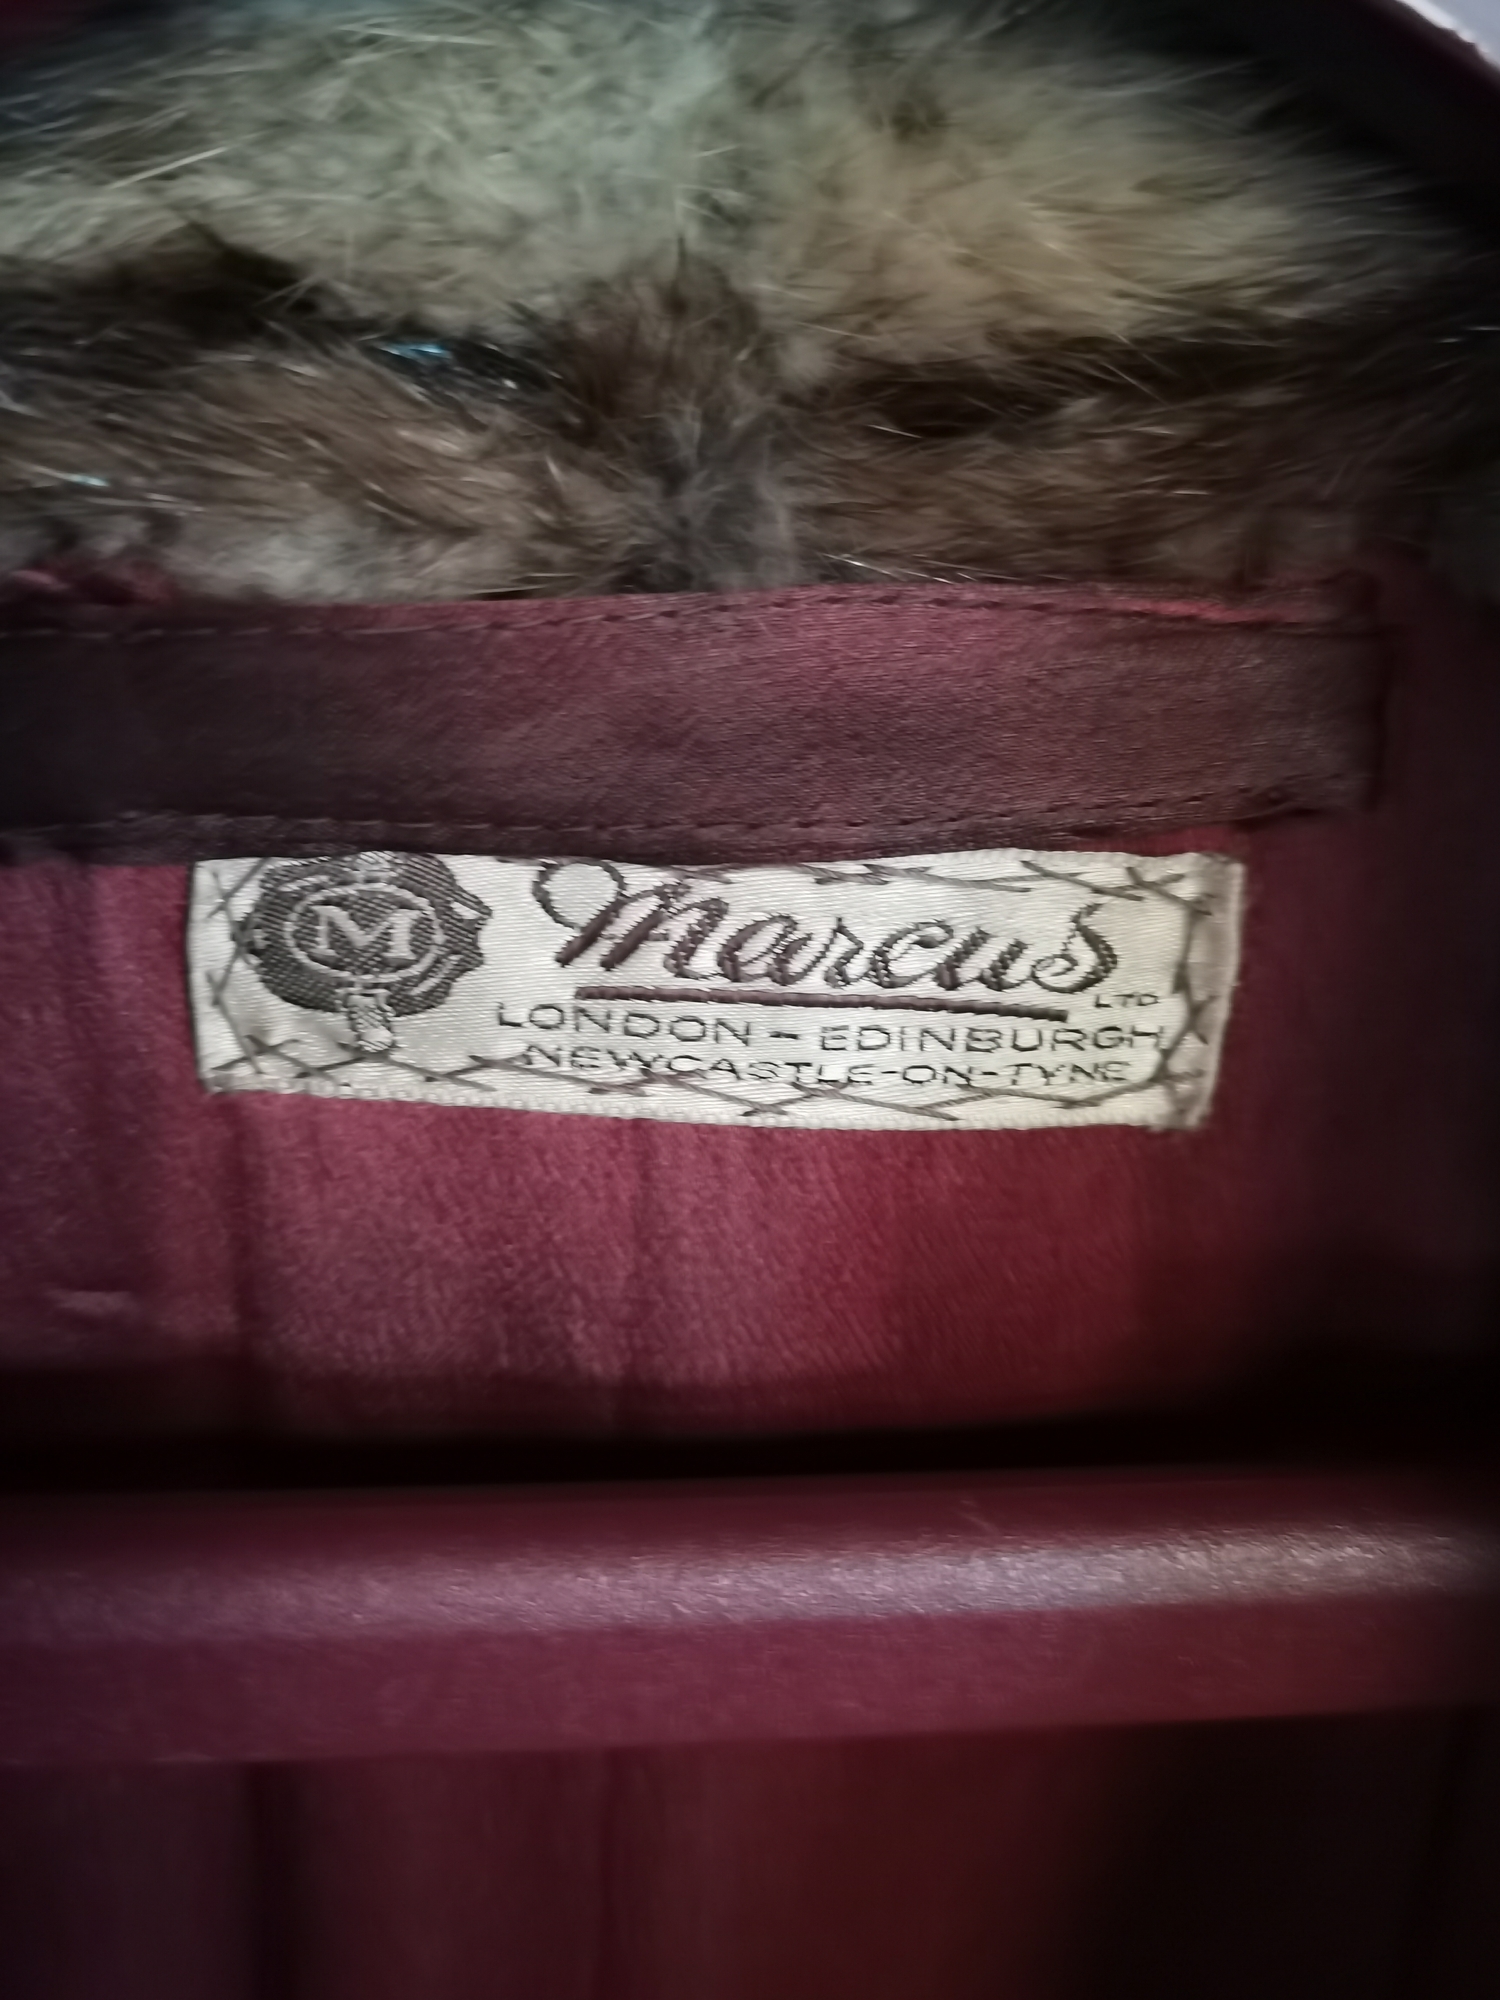 M
Marcus
LTD
LONDON - EDINBURGH
NEWCASTLE-ON-TYNE